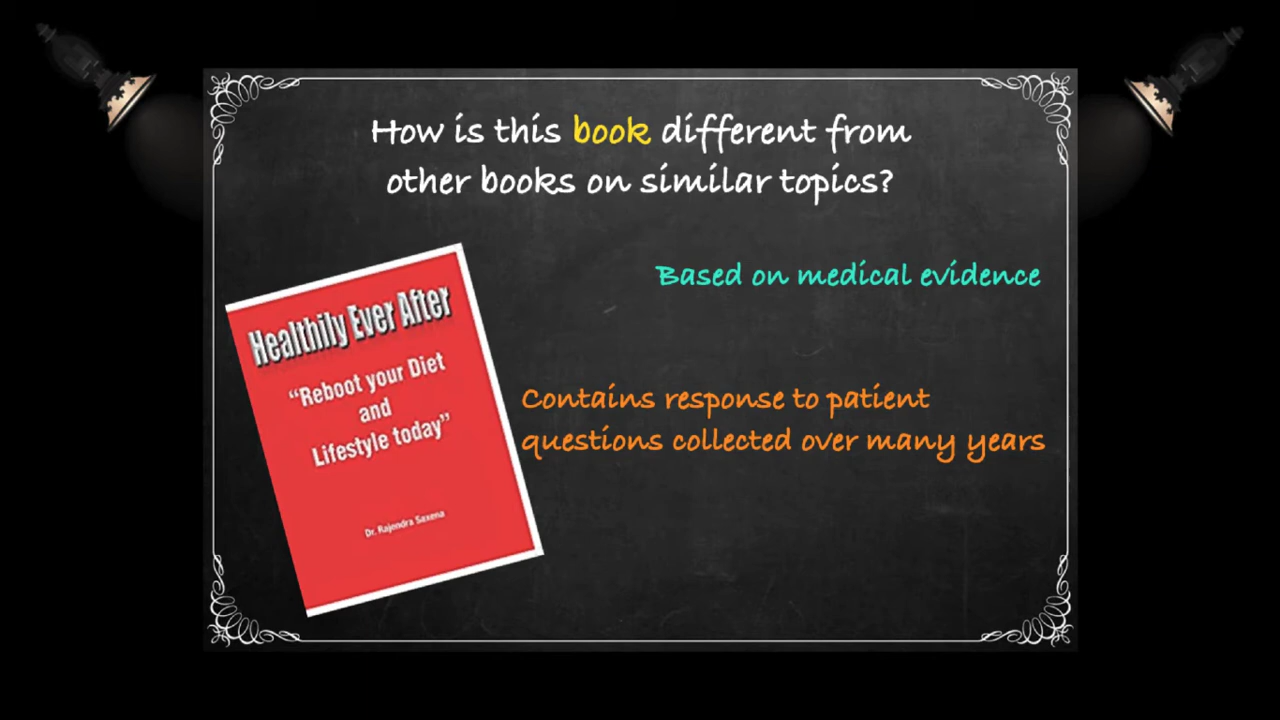 How is this book different from
other books on similar topics?
Based on medical evidence
Healthily Ever After
“Reboot your Diet
and
Lifestyle today”
Dr. Rajendra Saxena
Contains response to patient
questions collected over many years